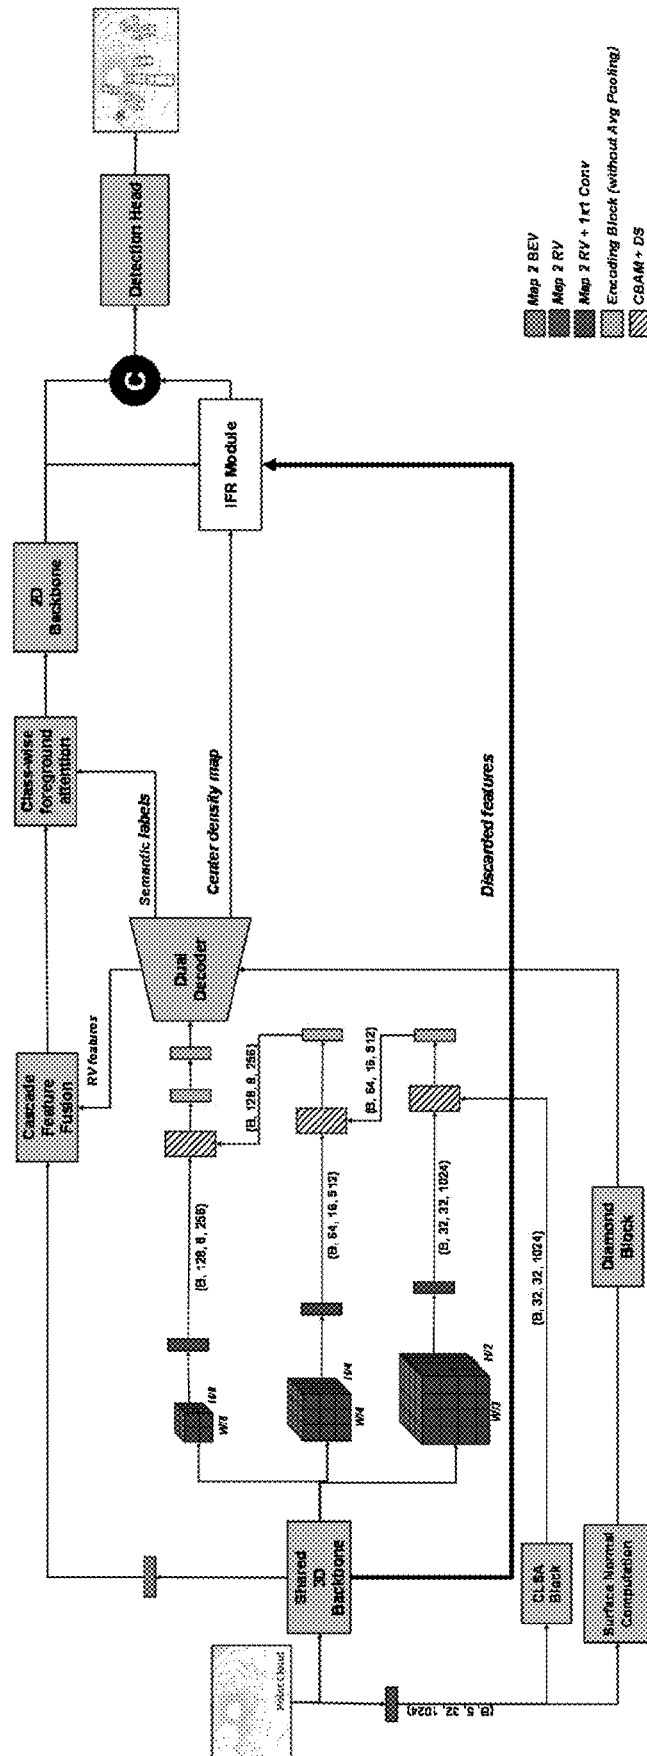 Point Cloud
(B, 5, 32, 1024)
Shared
3D
Backbone
CLSA
Block
Surface Normal
Computation
W/8
H/8
W/4
H/4
H/2
(B, 128, 8, 256)
(B, 64, 16, 512)
(B, 32, 32, 1024)
(B, 32, 32, 1024)
Diamond
Block
(B, 128, 8, 256)
(B, 64, 16, 512)
Cascade
Feature
Fusion
RV features
Dual
Decoder
Semantic labels
Center density map
Discarded features
Class-wise
foreground
attention
2D
Backbone
IFR Module
C
Detection Head
Map 2 BEV
Map 2 RV
Map 2 RV + 1x1 Conv
Encoding Block (without Avg Pooling)
CBAM + DS